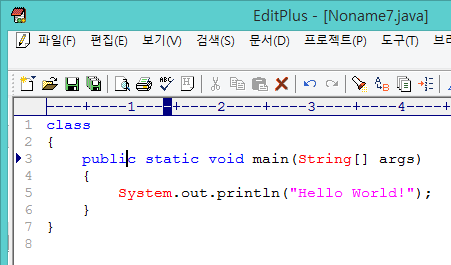 EditPlus - [Noname7.java]
파일(F) 편집(E) 보기(V) 검색(S) 문서(D) 프로젝트(P) 도구(T) 브라
----+----1----+----2----+----3----+----4----
1 class
2 {
3     public static void main(String[] args)
4     {
5         System.out.println("Hello World!");
6     }
7 }
8